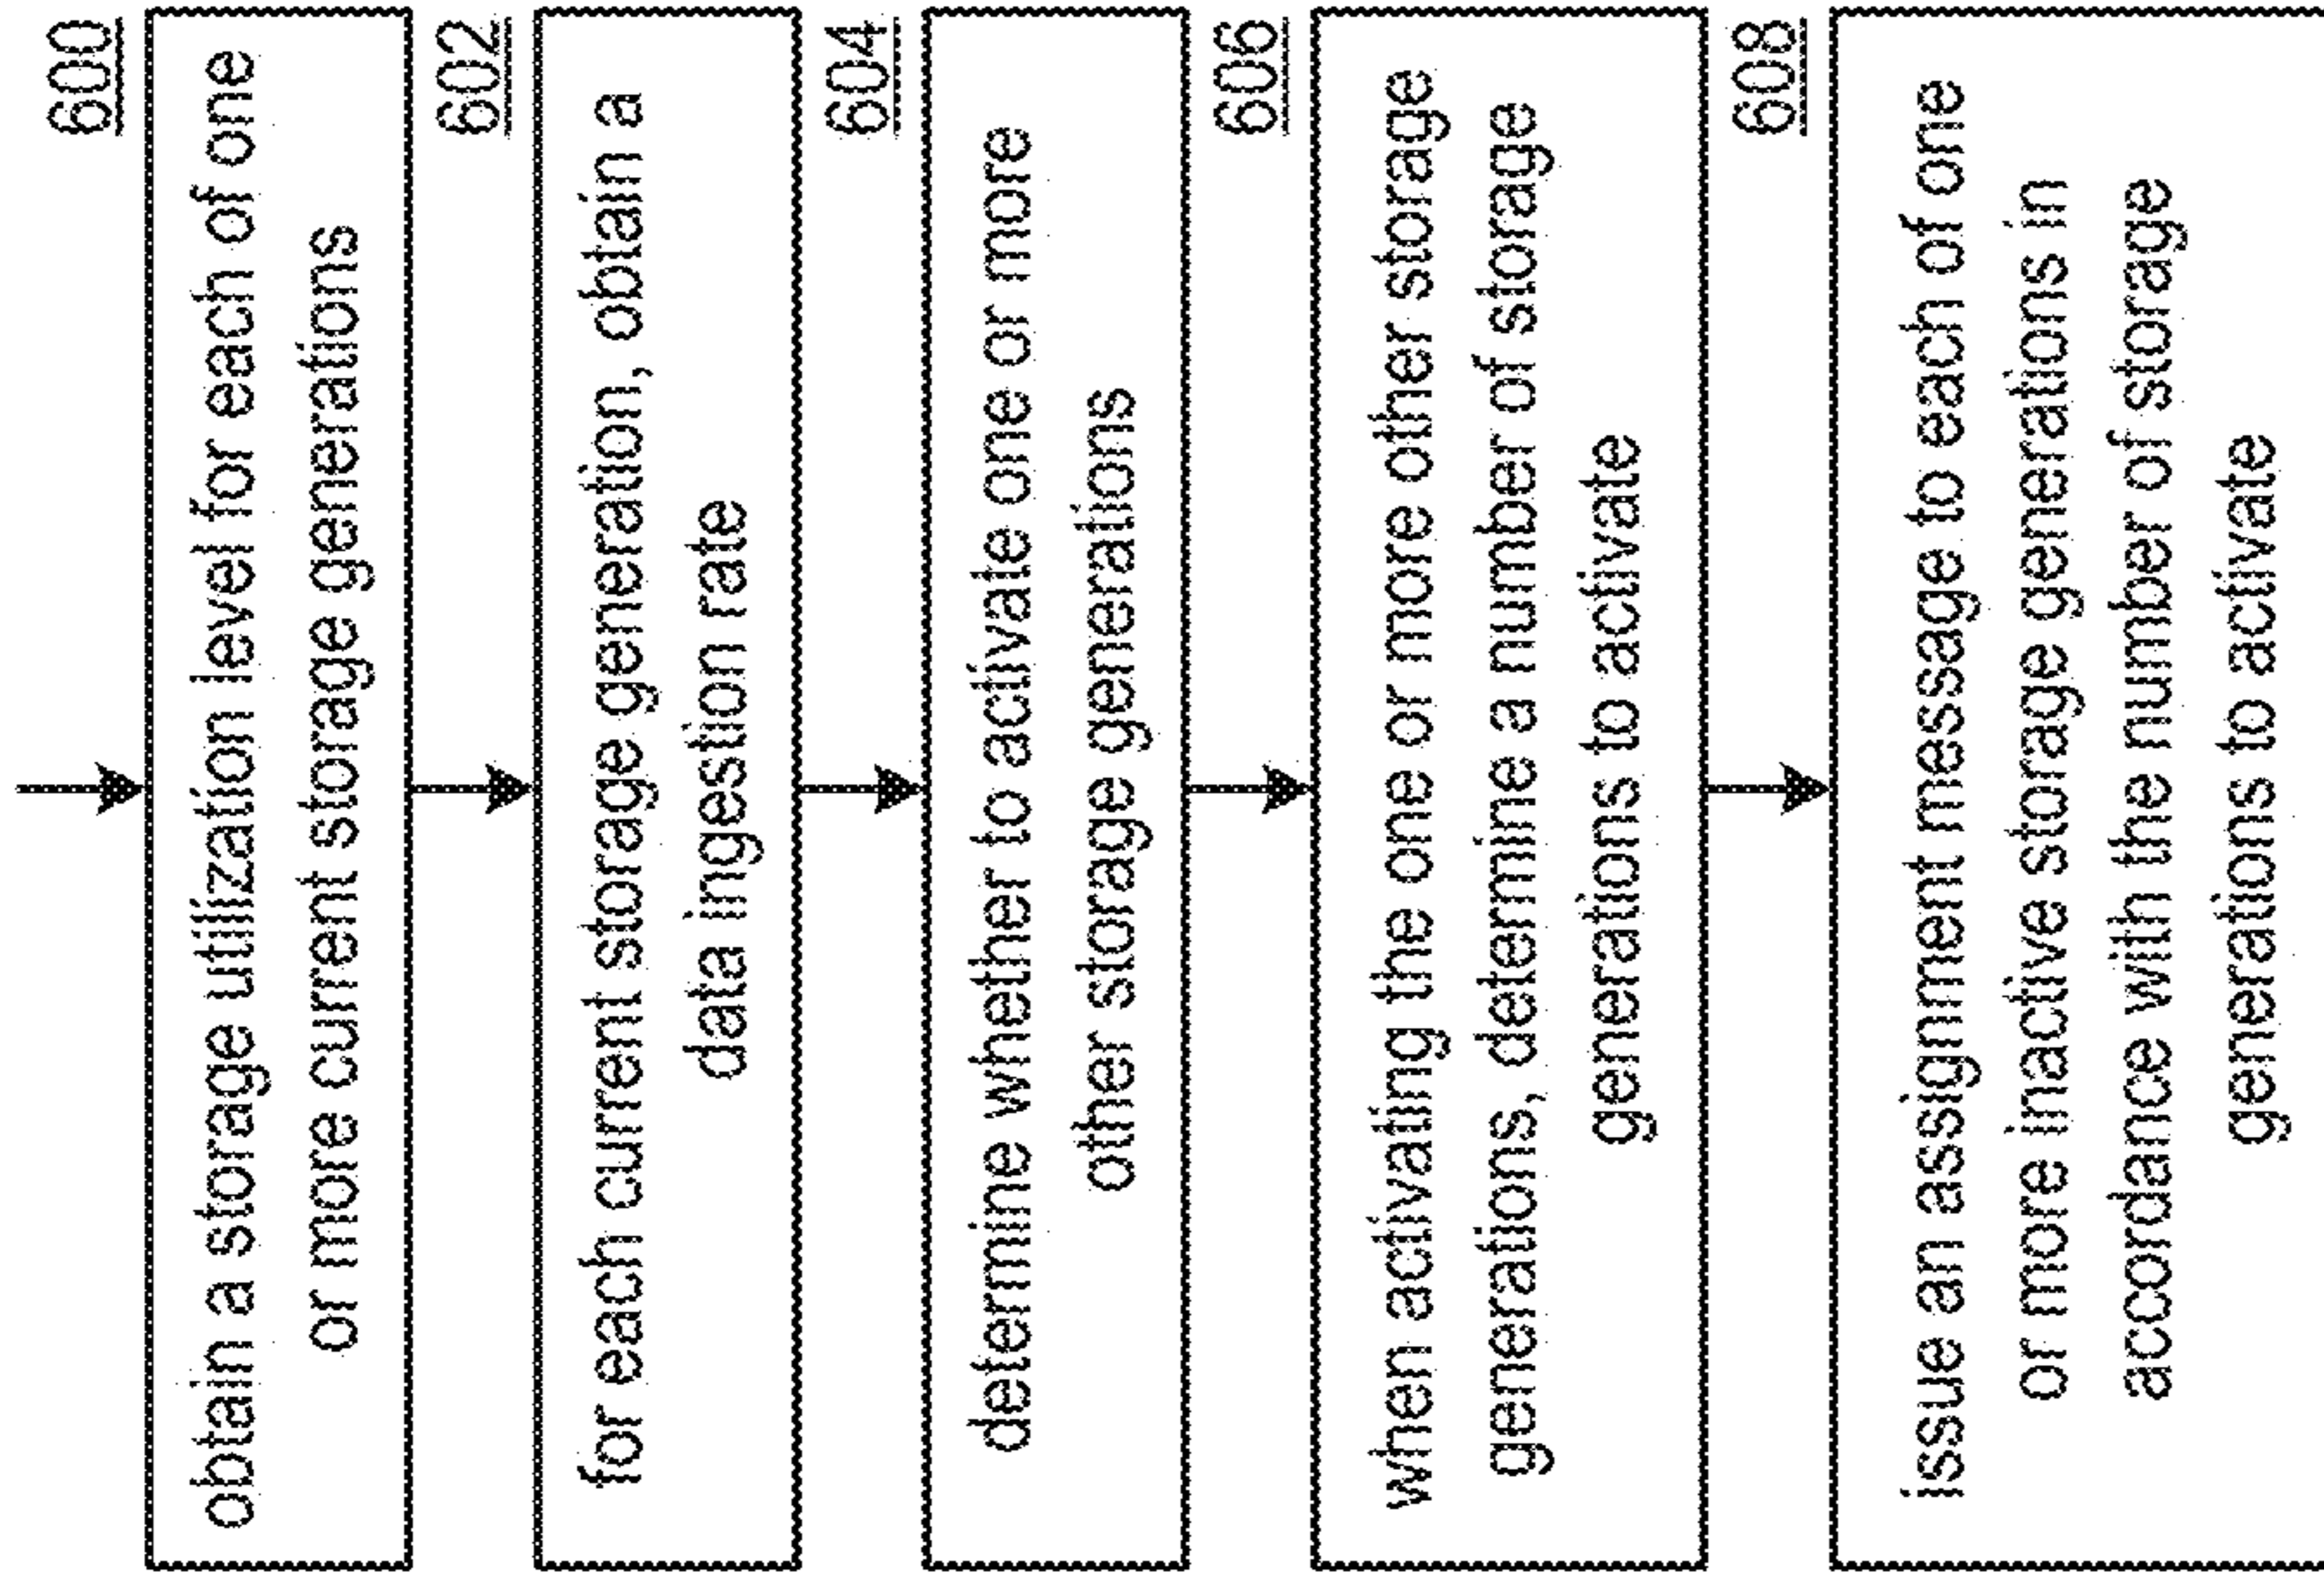 600
obtain a storage utilization level for each of one
or more current storage generations
602
for each current storage generation, obtain a
data ingestion rate
604
determine whether to activate one or more
other storage generations
606
when activating the one or more other storage
generations, determine a number of storage
generations to activate
608
issue an assignment message to each of one
or more inactive storage generations in
accordance with the number of storage
generations to activate